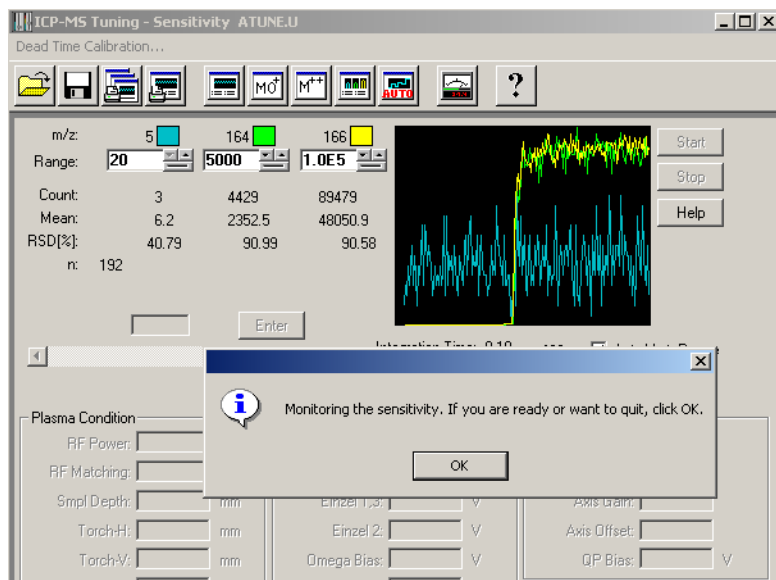 ICP-MS Tuning - Sensitivity ATUNE.U
Dead Time Calibration...
MO+ M++ AUTO ?
m/z: 5 164 166
Range: 20 5000 1.0E5
Count: 3 4429 89479
Mean: 6.2 2352.5 48050.9
RSD[%]: 40.79 90.99 90.58
n: 192
Start
Stop
Help
Enter
Monitoring the sensitivity. If you are ready or want to quit, click OK.
OK
Plasma Condition
RF Power:
RF Matching:
Smpl Depth: mm
Torch-H: mm
Torch-V: mm
Einzel 1,3: V
Einzel 2: V
Omega Bias: V
Axis Gain:
Axis Offset:
QP Bias: V